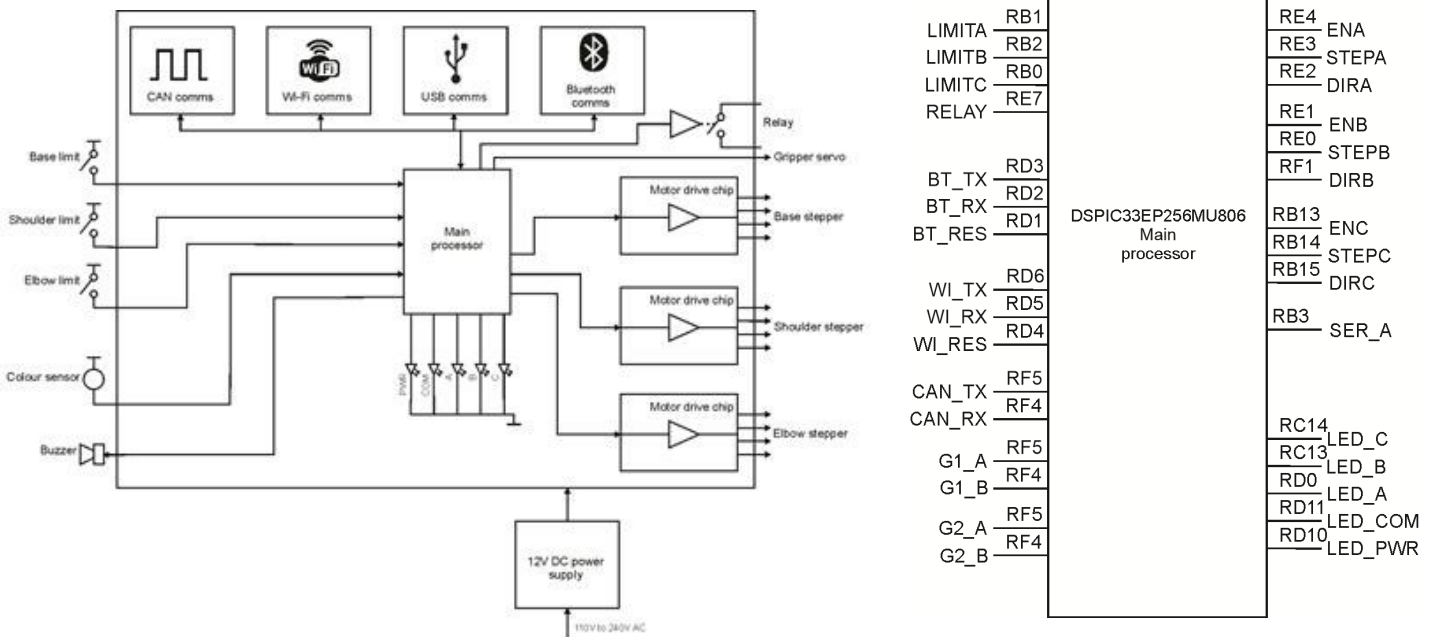 CAN comms
Wi Fi
Wi-Fi comms
USB comms
Bluetooth
comms
Relay
Gripper servo
Base limit
Shoulder limit
Elbow limit
Colour sensor
Buzzer
Main
processor
Motor drive chip
Base stepper
Motor drive chip
Shoulder stepper
Motor drive chip
Elbow stepper
PWR
COM
A
B
C
12V DC power
supply
110V to 240V AC
LIMITA RB1
LIMITB RB2
LIMITC RB0
RELAY RE7
BT_TX RD3
BT_RX RD2
BT_RES RD1
WI_TX RD6
WI_RX RD5
WI_RES RD4
CAN_TX RF5
CAN_RX RF4
G1_A RF5
G1_B RF4
G2_A RF5
G2_B RF4
DSPIC33EP256MU806
Main
processor
RE4 ENA
RE3 STEPA
RE2 DIRA
RE1 ENB
RE0 STEPB
RF1 DIRB
RB13 ENC
RB14 STEPC
RB15 DIRC
RB3 SER_A
RC14 LED_C
RC13 LED_B
RD0 LED_A
RD11 LED_COM
RD10 LED_PWR